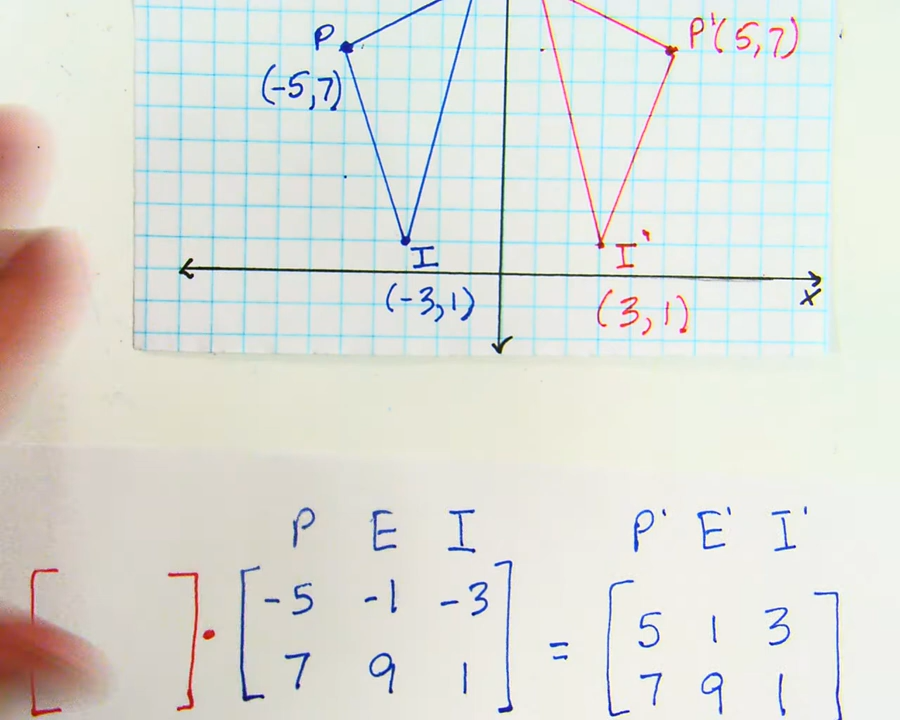 P P'(5,7)
(-5,7)
I I'
(-3,1) (3,1) x
P E I P' E' I'
[ ] · [ -5 -1 -3 ] = [ 5 1 3 ]
7 9 1 7 9 1